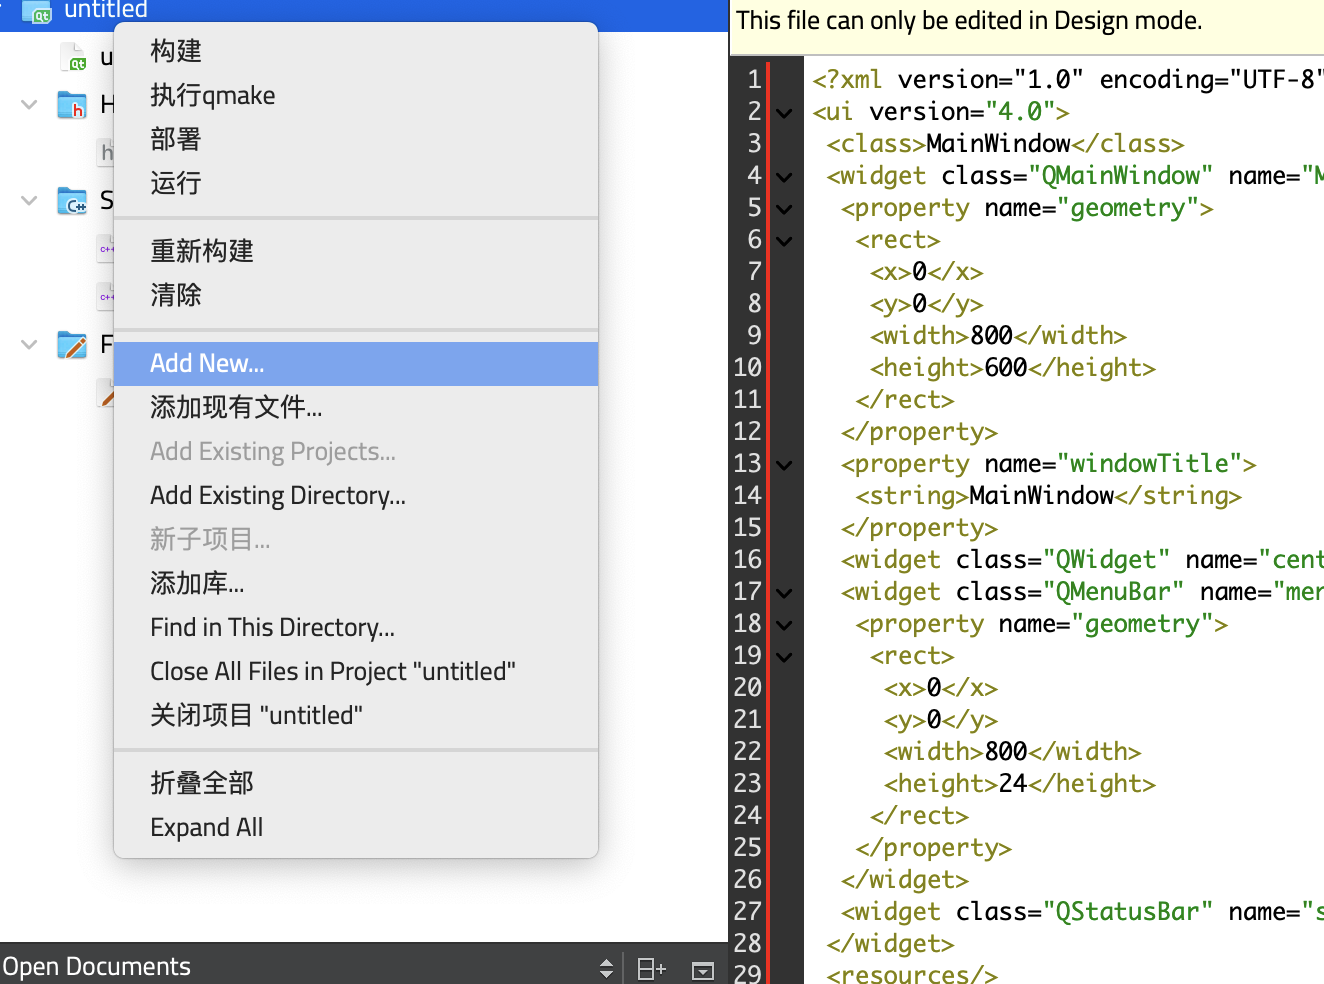 untitled
构建
执行qmake
部署
运行
重新构建
清除
Add New...
添加现有文件...
Add Existing Projects...
Add Existing Directory...
新子项目...
添加库...
Find in This Directory...
Close All Files in Project "untitled"
关闭项目 "untitled"
折叠全部
Expand All
Open Documents
This file can only be edited in Design mode.
1 <?xml version="1.0" encoding="UTF-8"
2 <ui version="4.0">
3 <class>MainWindow</class>
4 <widget class="QMainWindow" name="M
5 <property name="geometry">
6 <rect>
7 <x>0</x>
8 <y>0</y>
9 <width>800</width>
10 <height>600</height>
11 </rect>
12 </property>
13 <property name="windowTitle">
14 <string>MainWindow</string>
15 </property>
16 <widget class="QWidget" name="cent
17 <widget class="QMenuBar" name="men
18 <property name="geometry">
19 <rect>
20 <x>0</x>
21 <y>0</y>
22 <width>800</width>
23 <height>24</height>
24 </rect>
25 </property>
26 </widget>
27 <widget class="QStatusBar" name="s
28 </widget>
29 <resources/>